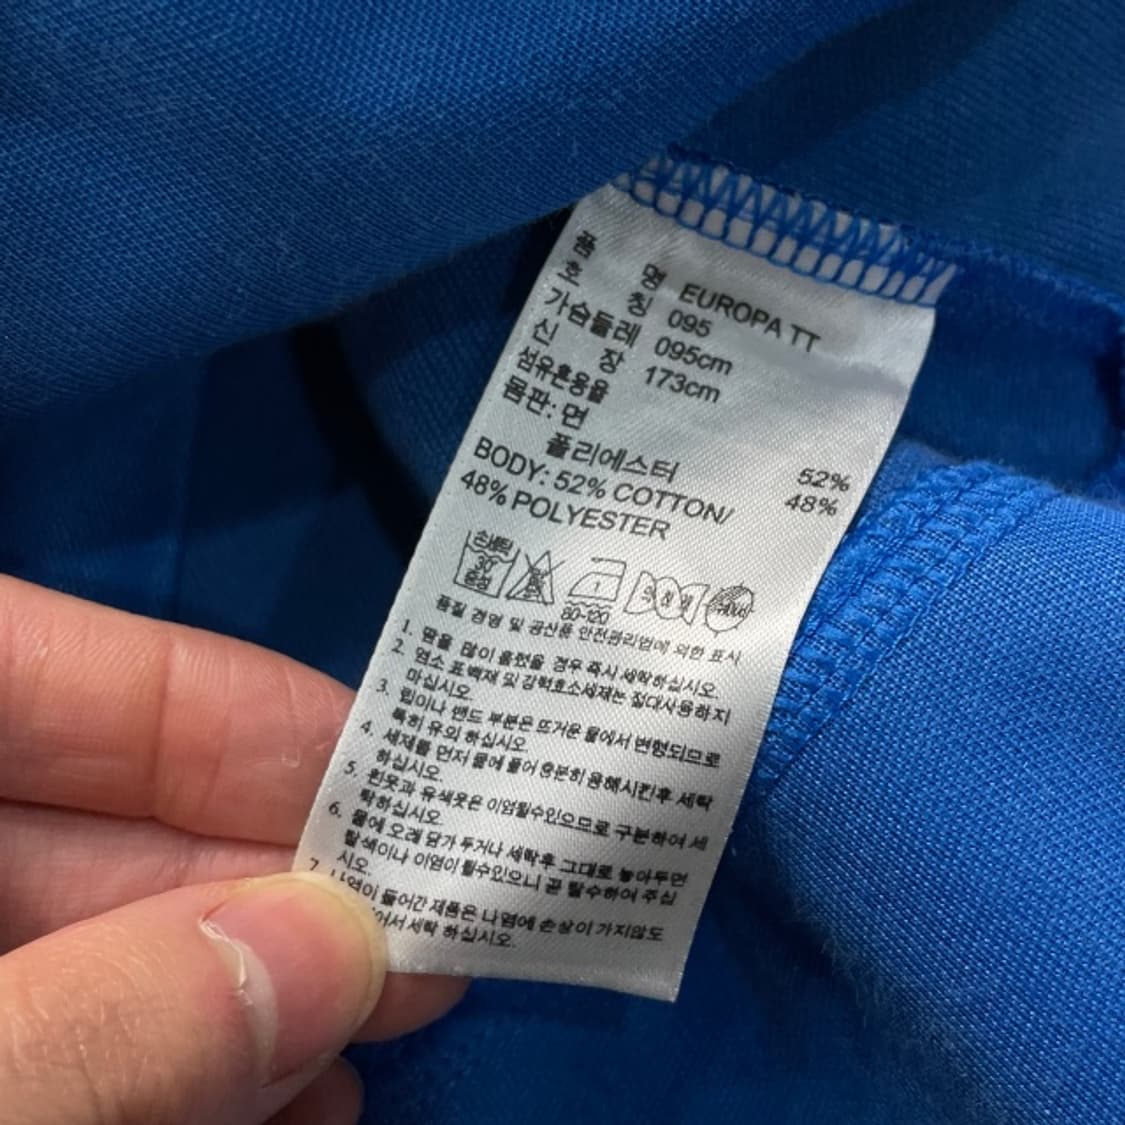 품 명 EUROPA TT
호 칭 095
가슴둘레 095cm
신 장 173cm
섬유혼용율
몸판: 면 52%
폴리에스터 48%
BODY: 52% COTTON/
48% POLYESTER
손세탁
30°
중성
1
80-120
품질 경영 및 공산품 안전관리법에 의한 표시
1. 땀을 많이 흘렸을 경우 즉시 세탁하십시오.
2. 염소 표백재 및 강력효소세재는 절대사용하지
마십시오.
3. 립이나 밴드 부분은 뜨거운 물에서 변형되므로
특히 유의 하십시오
4. 세재를 먼저 물에 풀어 충분히 용해시킨후 세탁
하십시오.
5. 흰옷과 유색옷은 이염될수있으므로 구분하여 세
탁하십시오
6. 물에 오래 담가 두거나 세탁후 그대로 놓아두면
탈색이나 이염이 될수있으니 곧 탈수하여 주십
시오.
7. 나염이 들어간 제품은 나염에 손상이 가지않도
어서 세탁 하십시오.